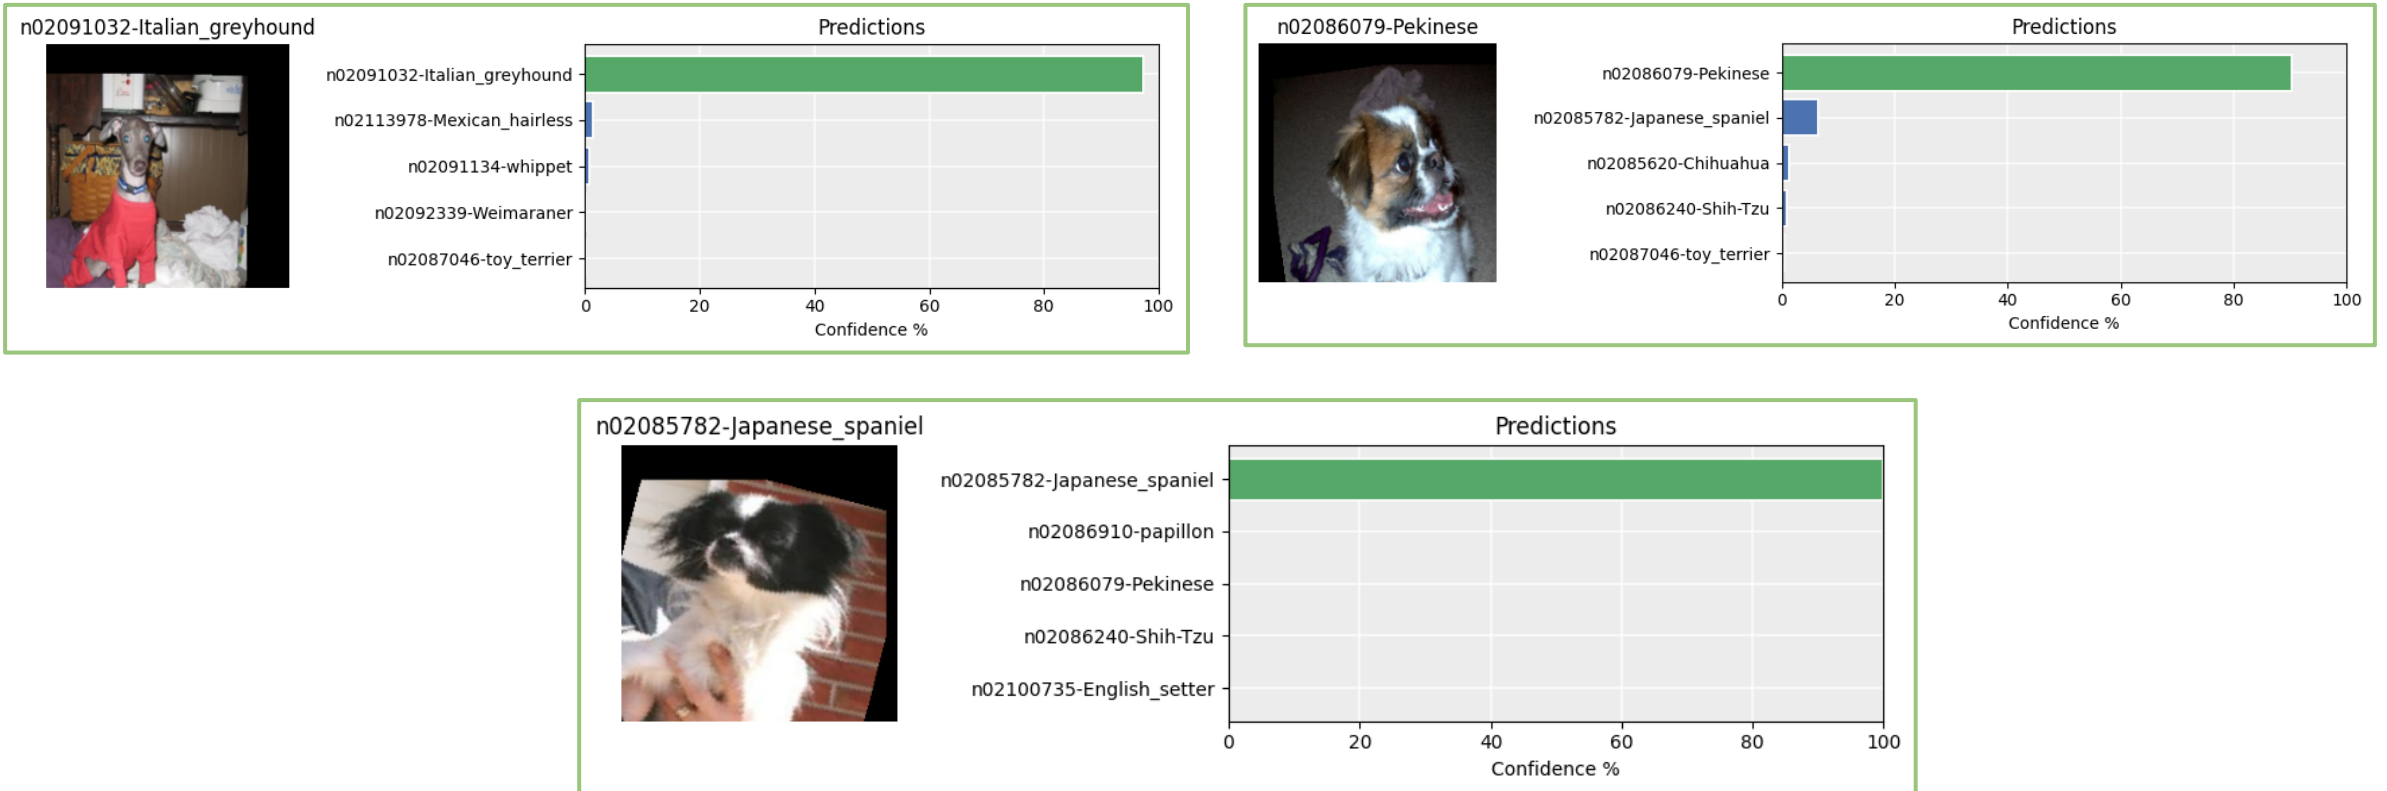 n02091032-Italian_greyhound
Predictions
n02091032-Italian_greyhound
n02113978-Mexican_hairless
n02091134-whippet
n02092339-Weimaraner
n02087046-toy_terrier
0 20 40 60 80 100
Confidence %
n02086079-Pekinese
Predictions
n02086079-Pekinese
n02085782-Japanese_spaniel
n02085620-Chihuahua
n02086240-Shih-Tzu
n02087046-toy_terrier
0 20 40 60 80 100
Confidence %
n02085782-Japanese_spaniel
Predictions
n02085782-Japanese_spaniel
n02086910-papillon
n02086079-Pekinese
n02086240-Shih-Tzu
n02100735-English_setter
0 20 40 60 80 100
Confidence %